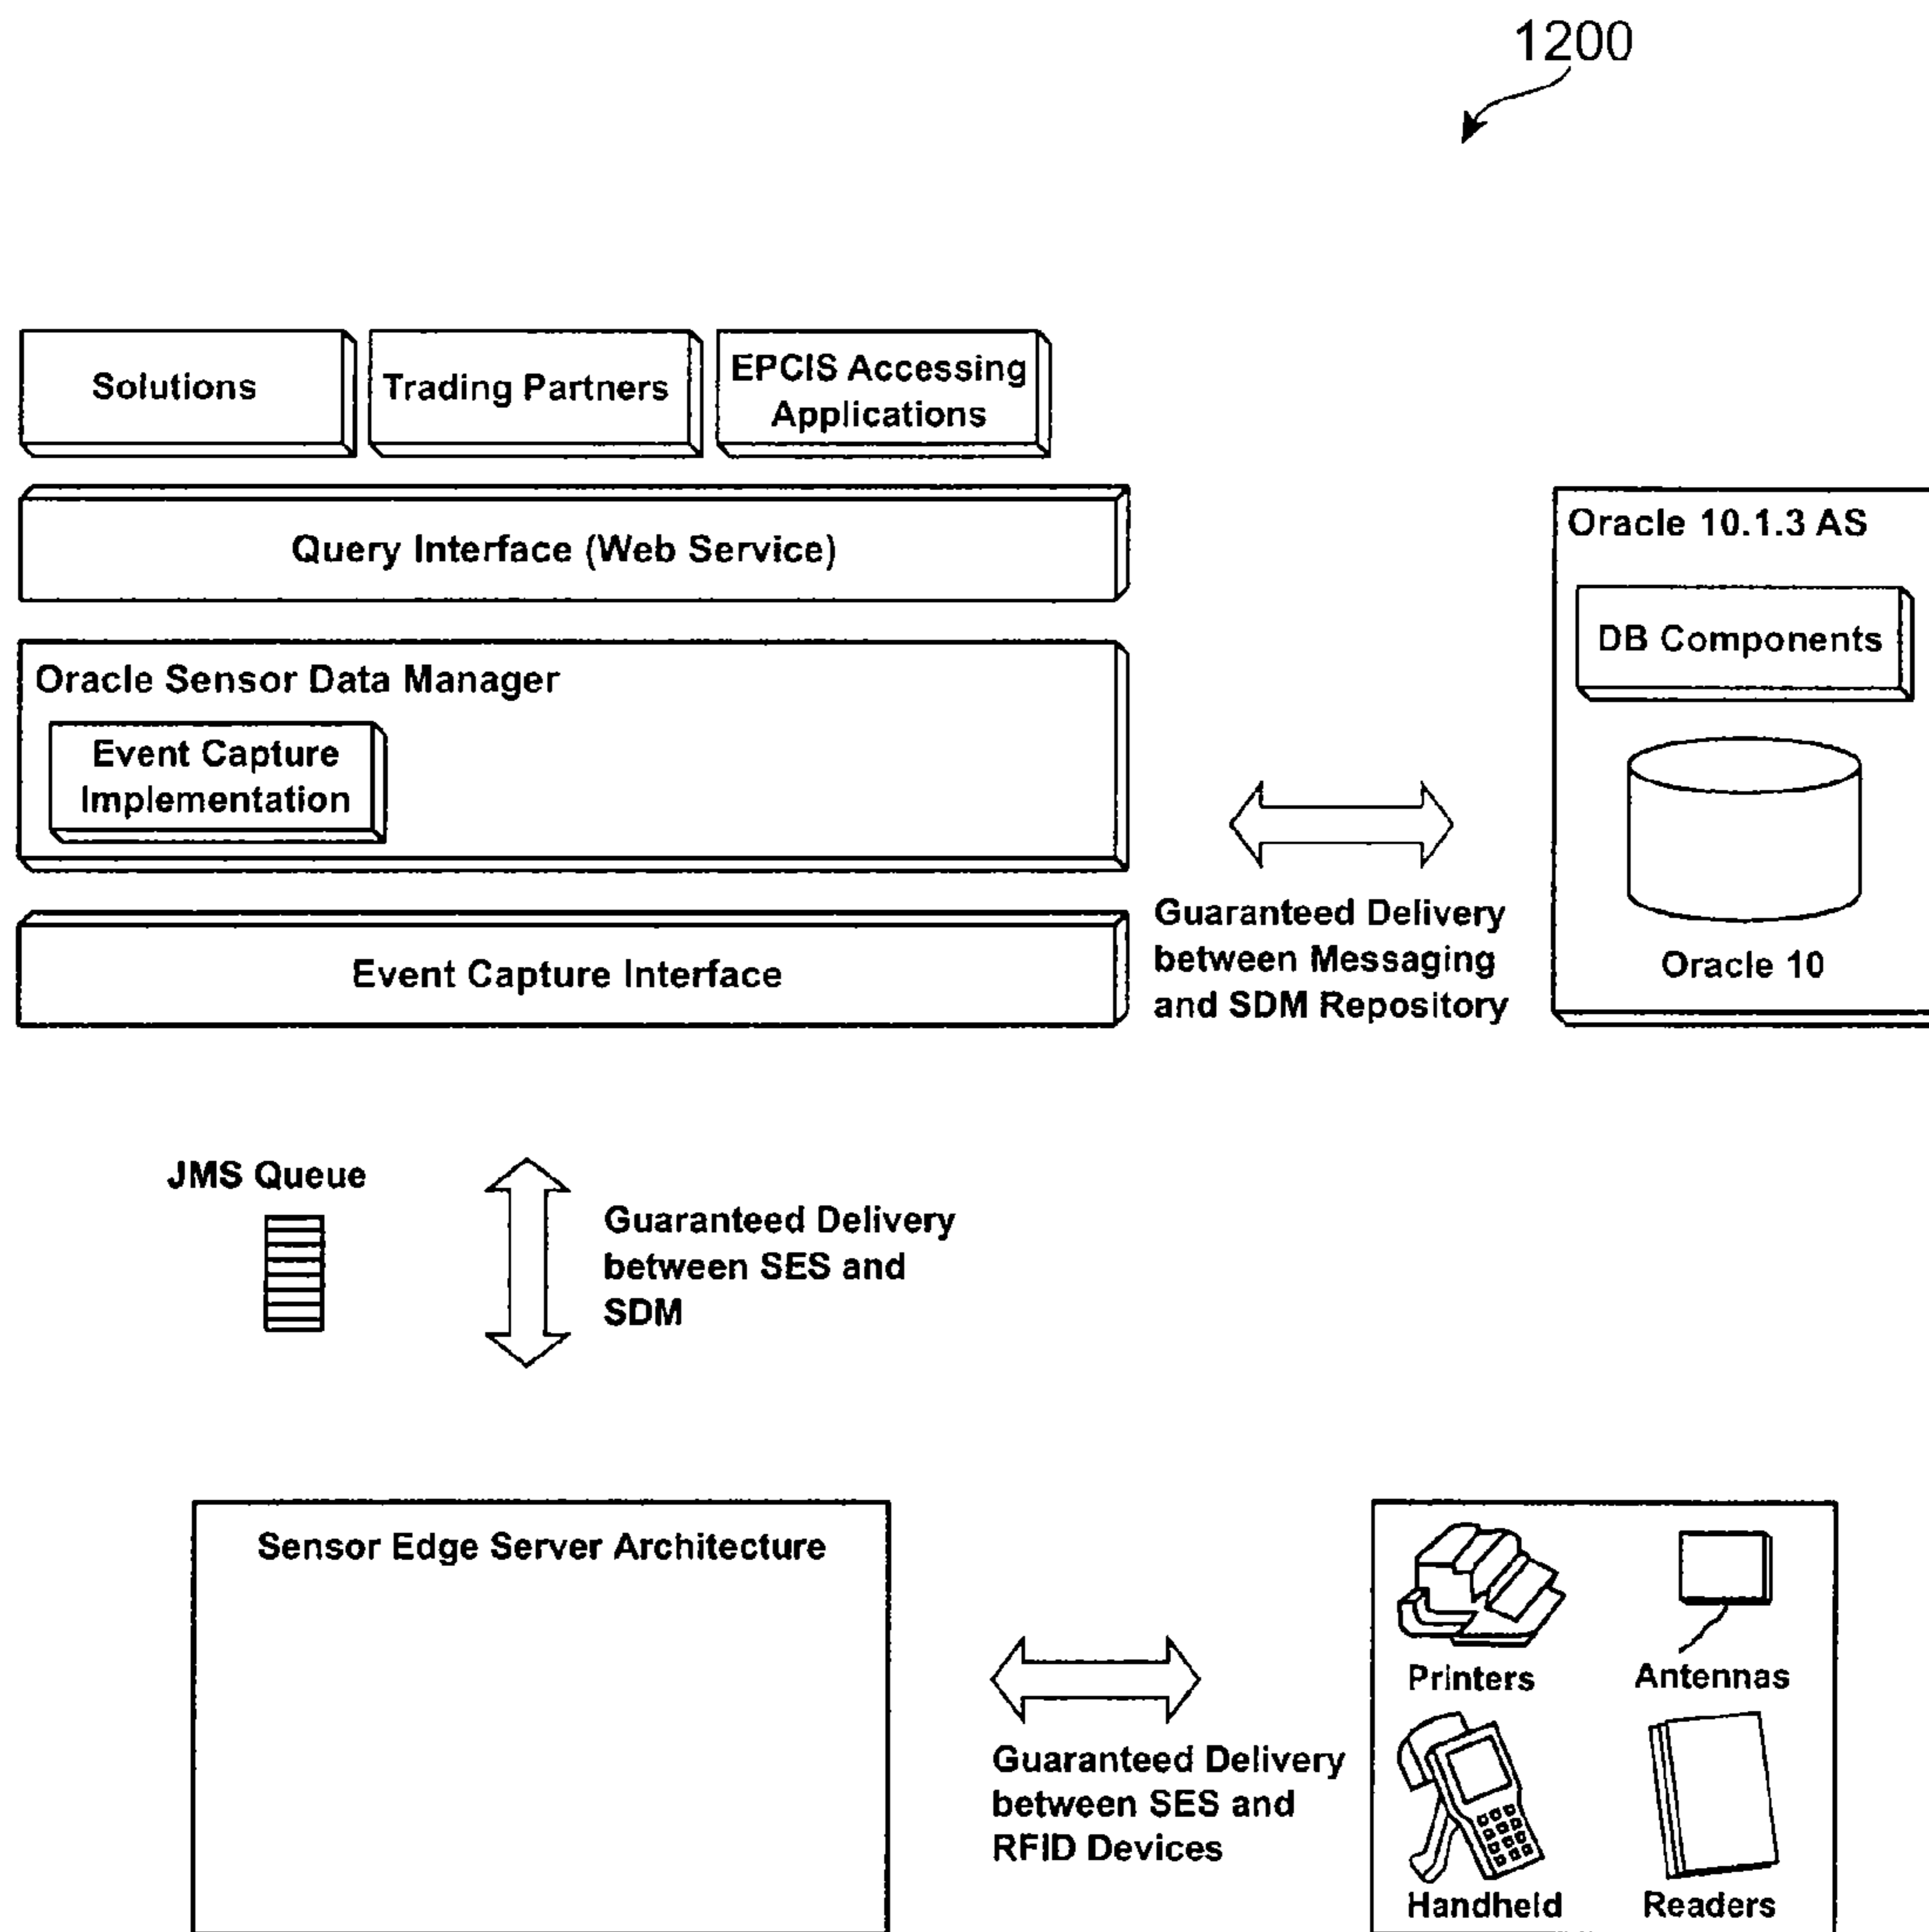 1200
Solutions
Trading Partners
EPCIS Accessing
Applications
Query Interface (Web Service)
Oracle Sensor Data Manager
Event Capture
Implementation
Event Capture Interface
Guaranteed Delivery
between Messaging
and SDM Repository
Oracle 10.1.3 AS
DB Components
Oracle 10
JMS Queue
Guaranteed Delivery
between SES and
SDM
Sensor Edge Server Architecture
Guaranteed Delivery
between SES and
RFID Devices
Printers
Antennas
Handheld
Readers